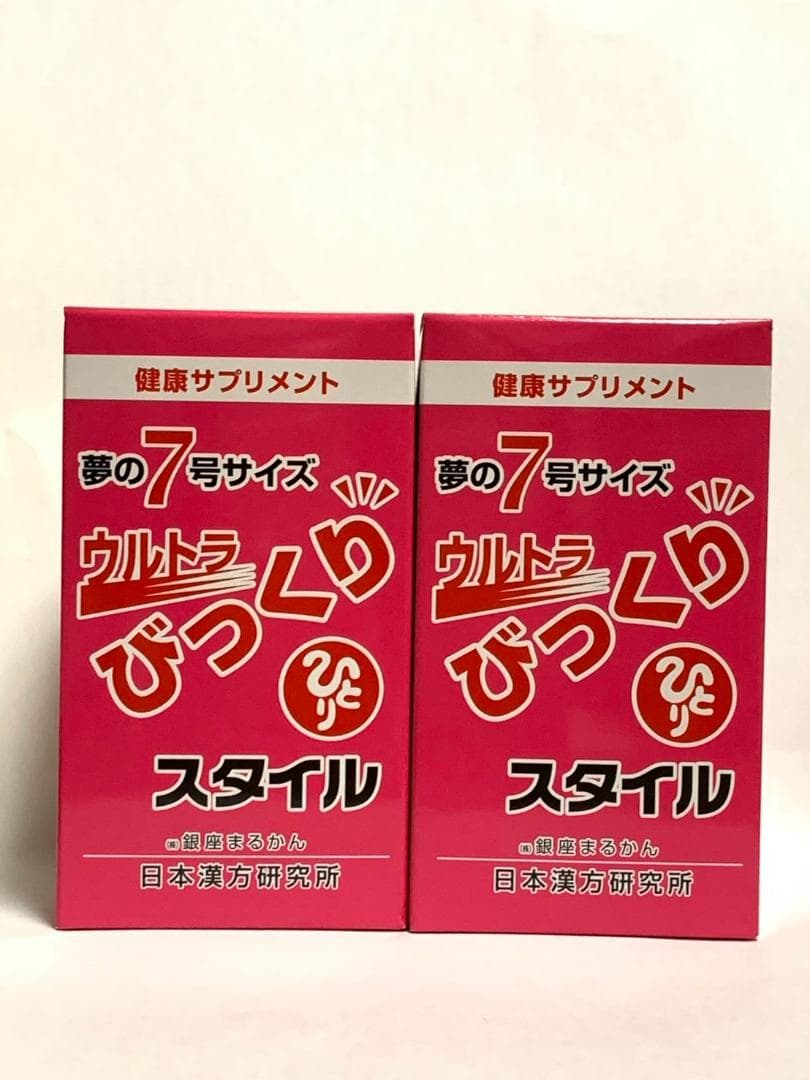 健康サプリメント
夢の7号サイズ
ウルトラ
びっくり
ひとり
スタイル
㈱銀座まるかん
日本漢方研究所
健康サプリメント
夢の7号サイズ
ウルトラ
びっくり
ひとり
スタイル
㈱銀座まるかん
日本漢方研究所